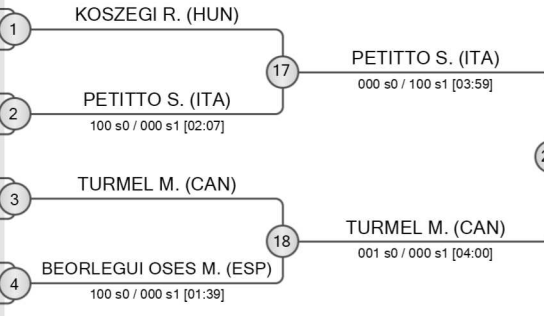 KOSZEGI R. (HUN)
1
17
PETITTO S. (ITA)
000 s0 / 100 s1 [03:59]
PETITTO S. (ITA)
2
100 s0 / 000 s1 [02:07]
TURMEL M. (CAN)
3
18
TURMEL M. (CAN)
001 s0 / 000 s1 [04:00]
BEORLEGUI OSES M. (ESP)
4
100 s0 / 000 s1 [01:39]